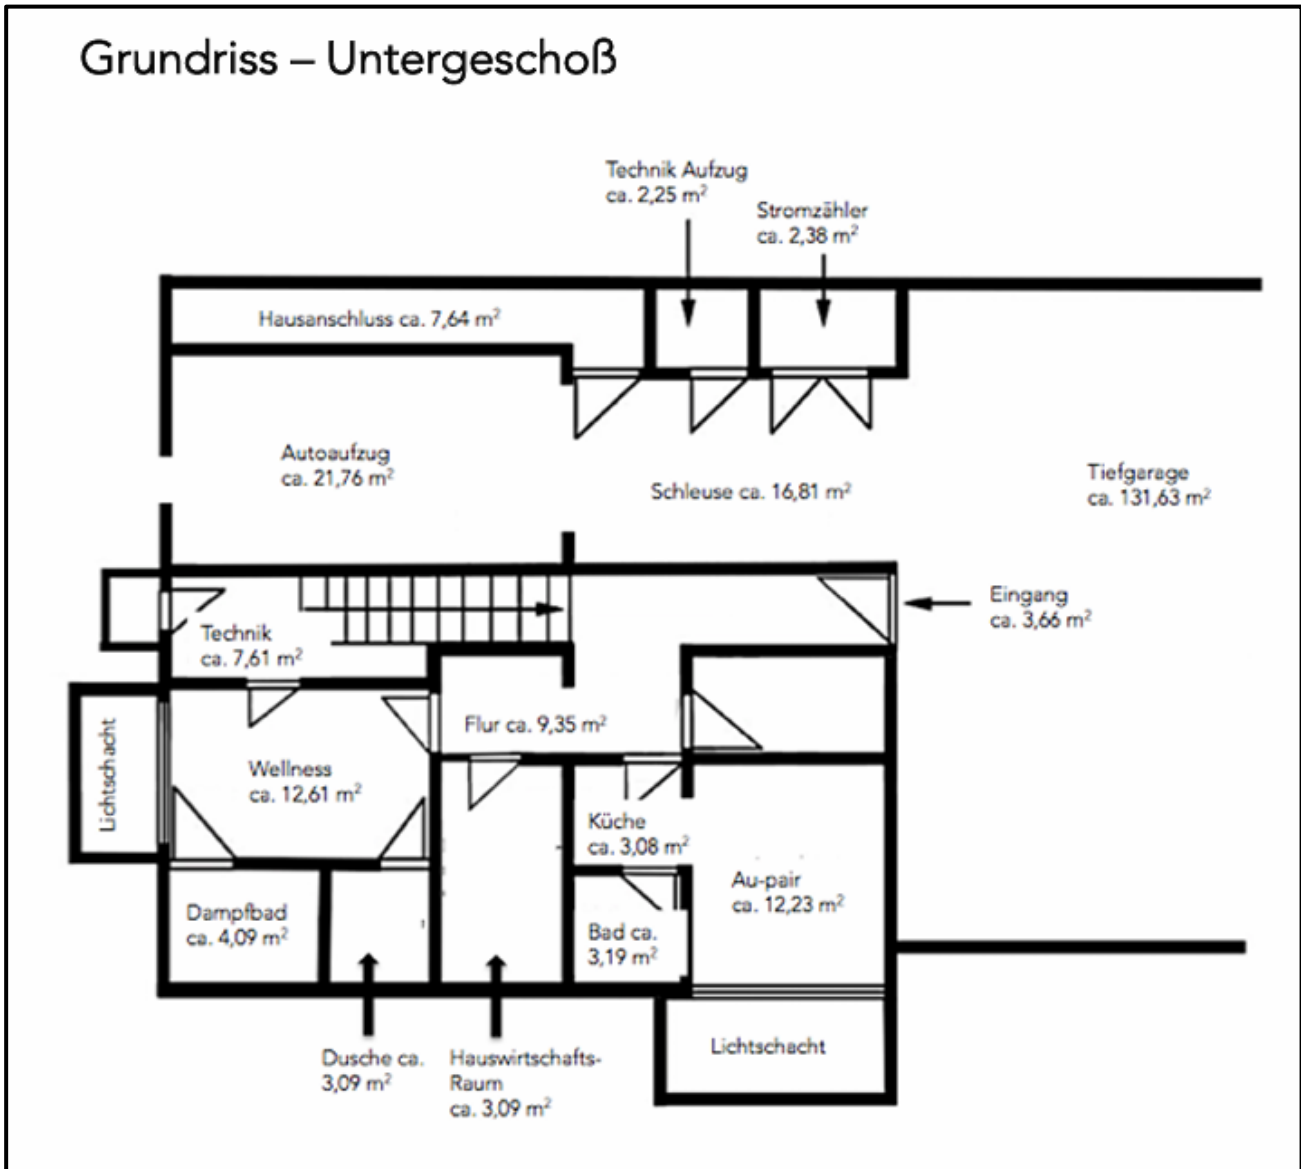 Grundriss – Untergeschoß
Technik Aufzug
ca. 2,25 m²
Stromzähler
ca. 2,38 m²
Hausanschluss ca. 7,64 m²
Autoaufzug
ca. 21,76 m²
Schleuse ca. 16,81 m²
Tiefgarage
ca. 131,63 m²
Eingang
ca. 3,66 m²
Technik
ca. 7,61 m²
Flur ca. 9,35 m²
Lichtschacht
Wellness
ca. 12,61 m²
Küche
ca. 3,08 m²
Au-pair
ca. 12,23 m²
Dampfbad
ca. 4,09 m²
Bad ca.
3,19 m²
Dusche ca.
3,09 m²
Hauswirtschafts-
Raum
ca. 3,09 m²
Lichtschacht